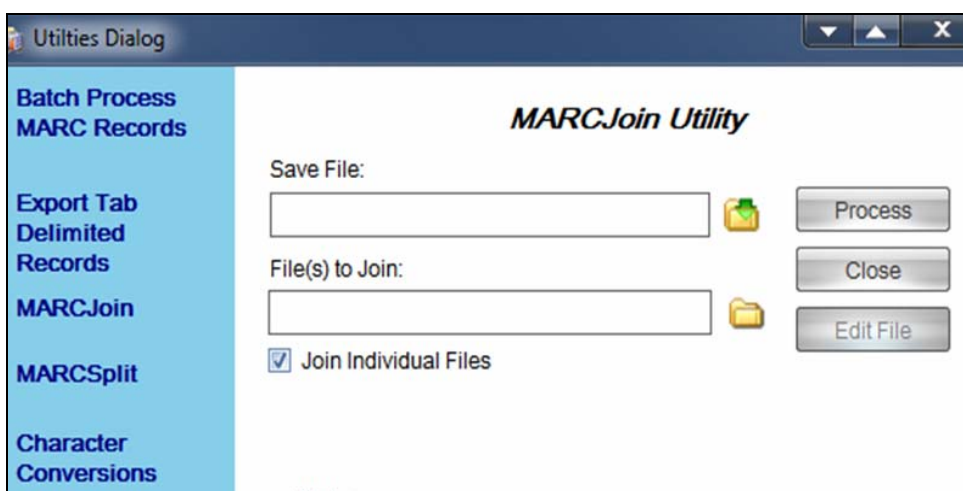 Utilties Dialog
Batch Process
MARC Records
Export Tab
Delimited
Records
MARCJoin
MARCSplit
Character
Conversions
MARCJoin Utility
Save File:
Process
File(s) to Join:
Close
Edit File
Join Individual Files